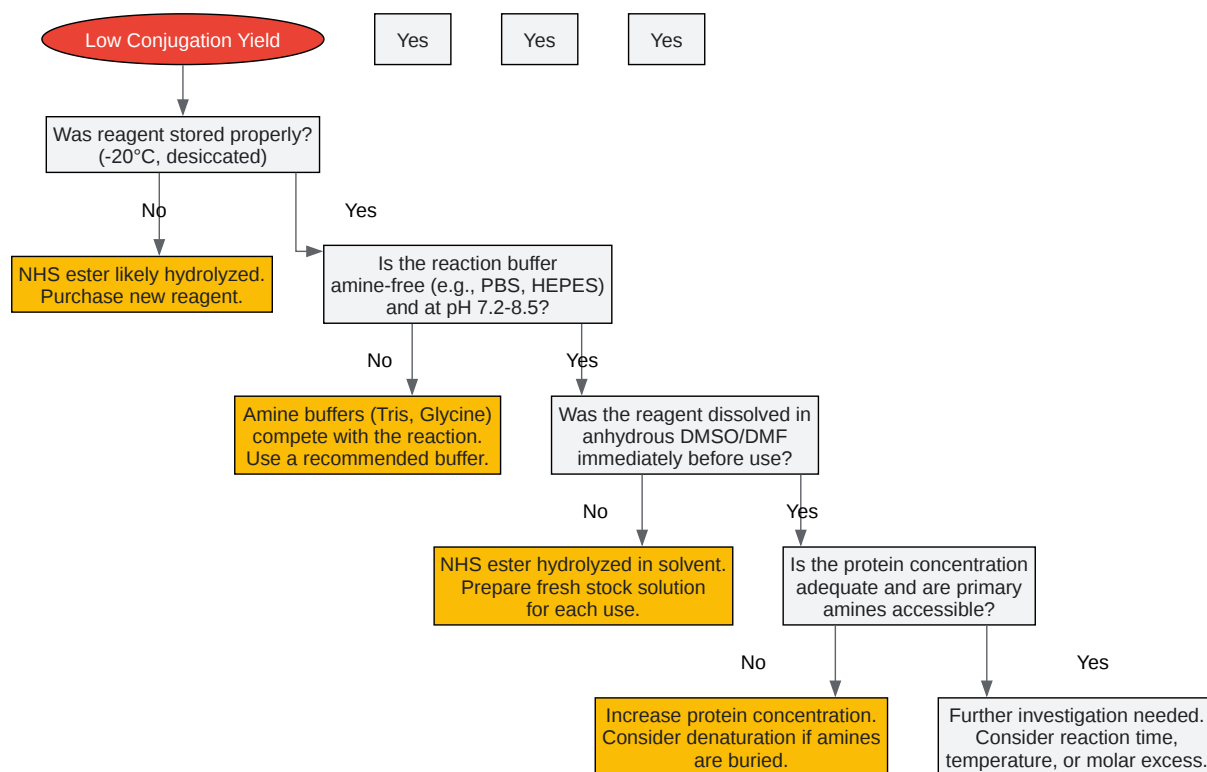 Low Conjugation Yield
Yes
Yes
Yes
Was reagent stored properly?
(-20°C, desiccated)
No
Yes
NHS ester likely hydrolyzed.
Purchase new reagent.
Is the reaction buffer
amine-free (e.g., PBS, HEPES)
and at pH 7.2-8.5?
No
Yes
Amine buffers (Tris, Glycine)
compete with the reaction.
Use a recommended buffer.
Was the reagent dissolved in
anhydrous DMSO/DMF
immediately before use?
No
Yes
NHS ester hydrolyzed in solvent.
Prepare fresh stock solution
for each use.
Is the protein concentration
adequate and are primary
amines accessible?
No
Yes
Increase protein concentration.
Consider denaturation if amines
are buried.
Further investigation needed.
Consider reaction time,
temperature, or molar excess.